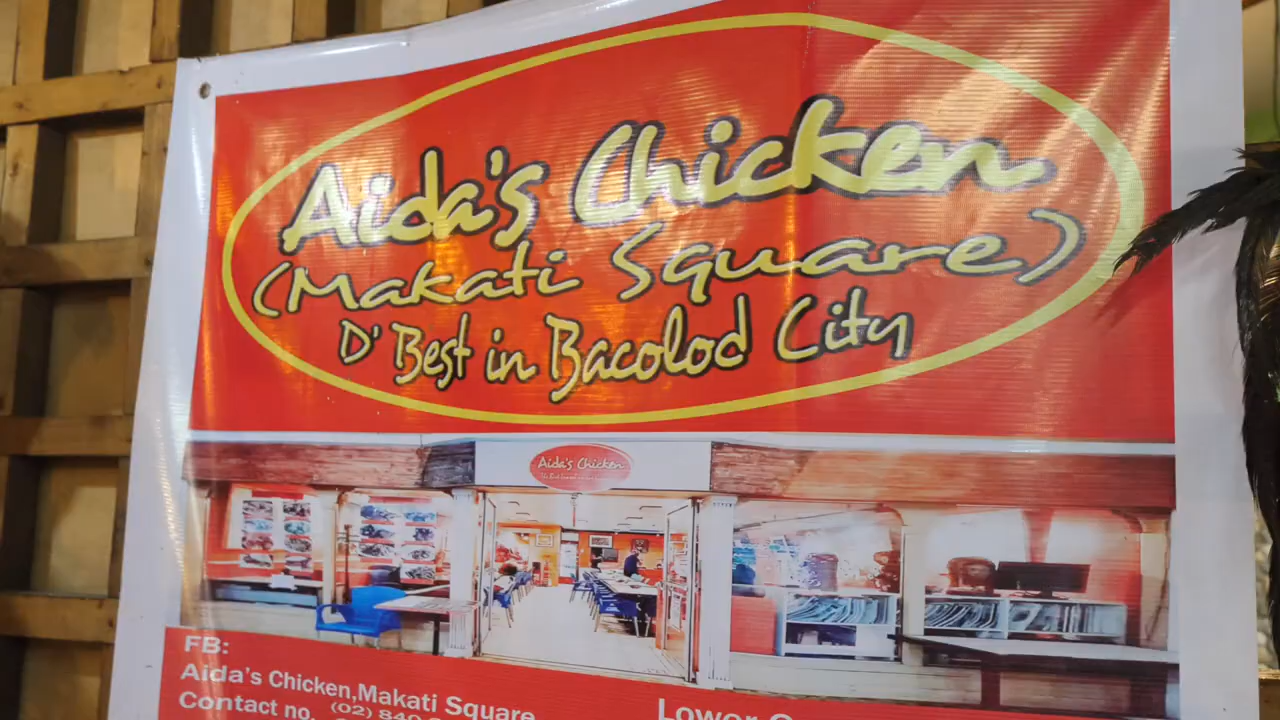 Aida's Chicken
(Makati Square)
D' Best in Bacolod City
Aida's Chicken
FB:
Aida's Chicken,Makati Square
Contact no. (02) 840
Lower